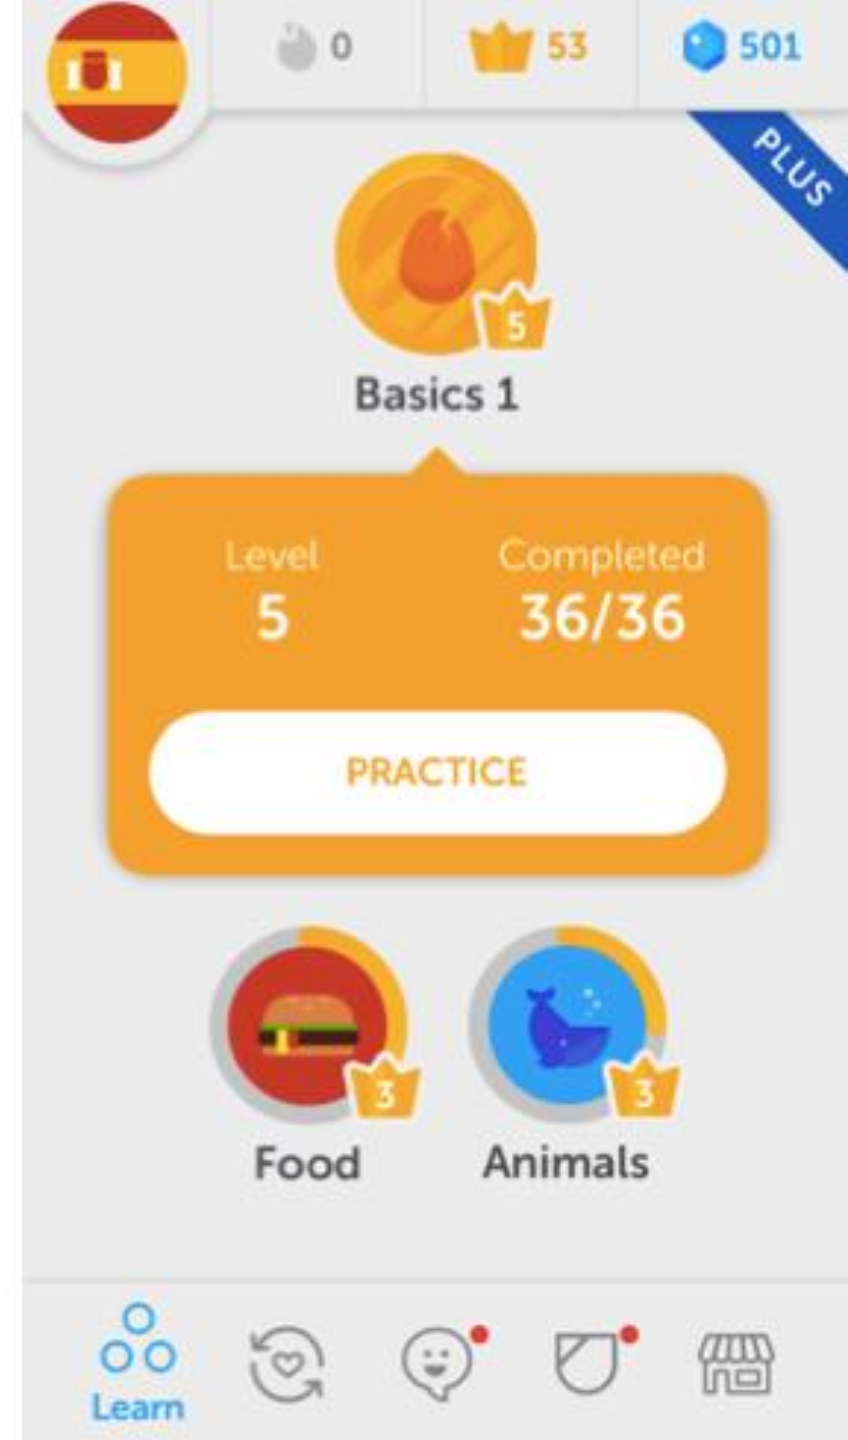 0 53 501
PLUS
5
Basics 1
Level Completed
5 36/36
PRACTICE
3 3
Food Animals
Learn